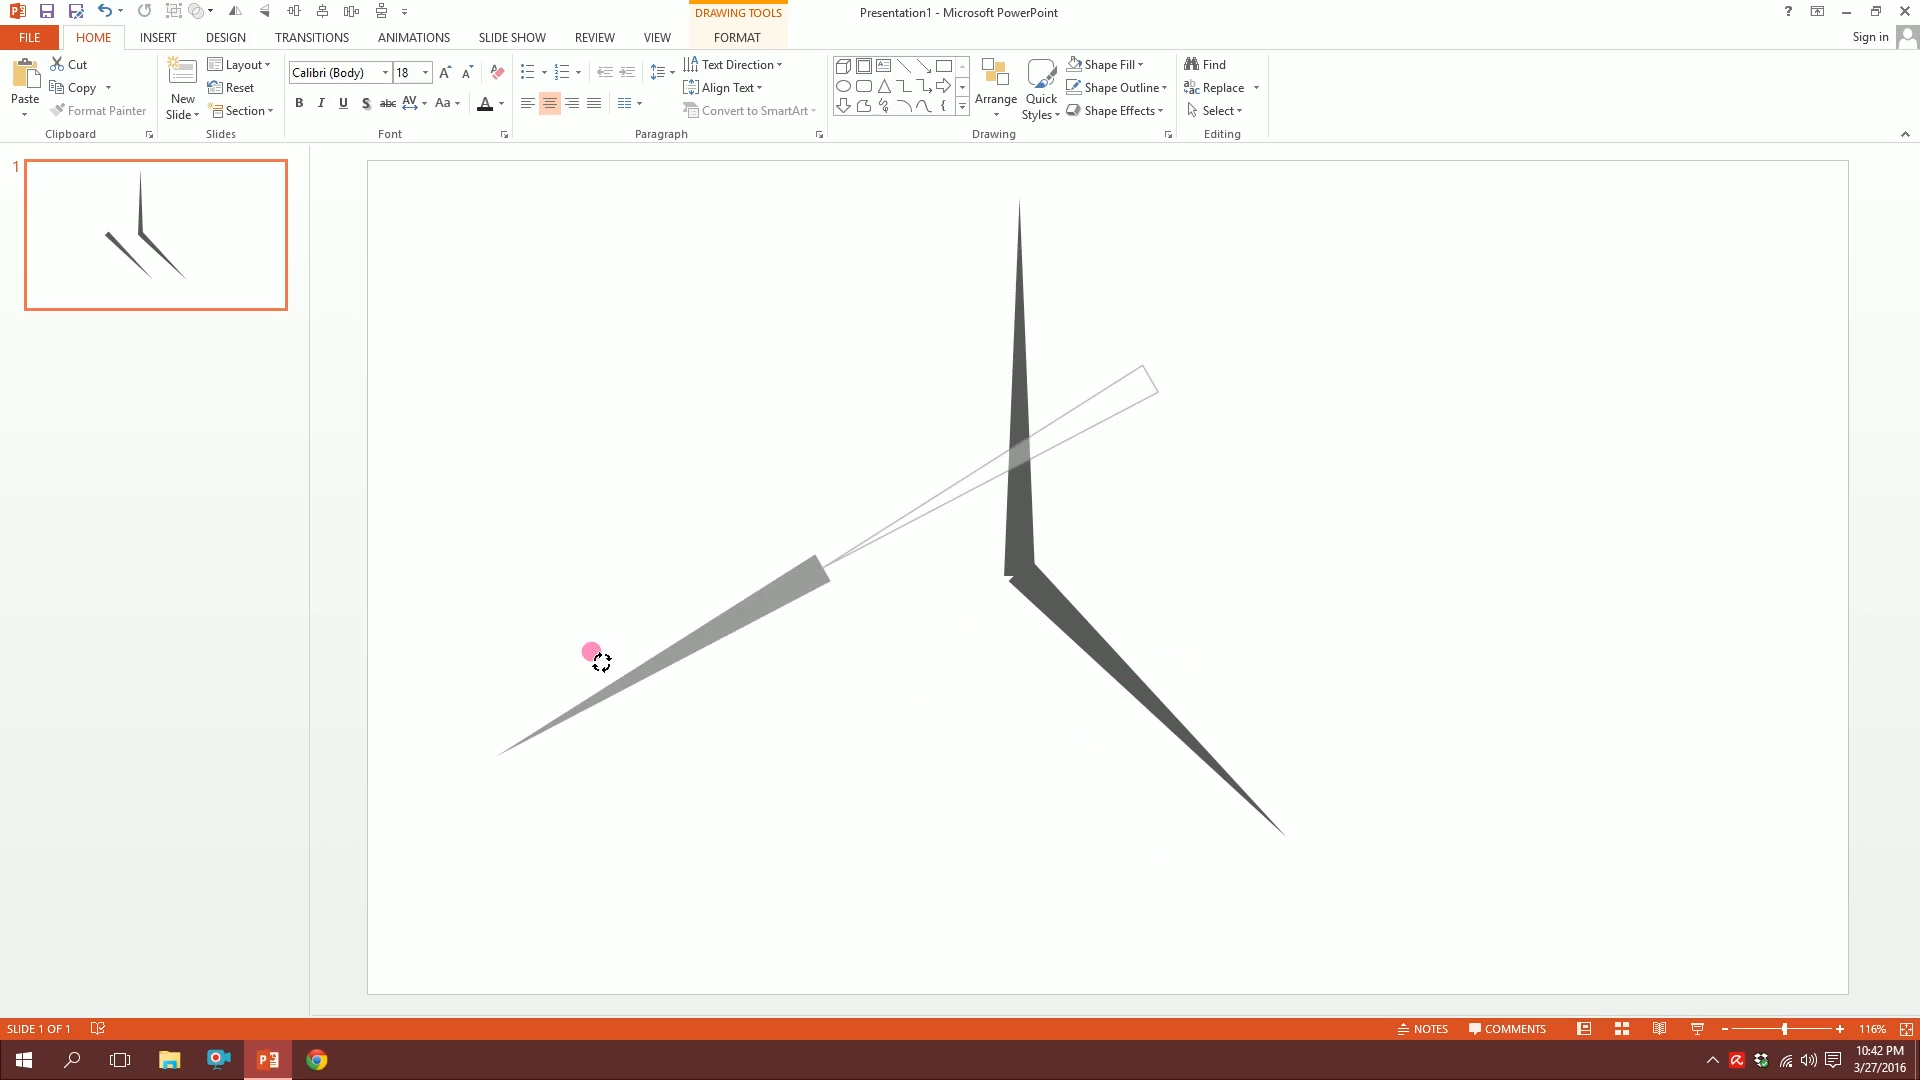 DRAWING TOOLS
Presentation1 - Microsoft PowerPoint
?
FILE
HOME
INSERT
DESIGN
TRANSITIONS
ANIMATIONS
SLIDE SHOW
REVIEW
VIEW
FORMAT
Sign in
Paste
Cut
Copy
Format Painter
Clipboard
New
Slide
Layout
Reset
Section
Slides
Calibri (Body)
18
B I U S abc AV Aa A
Font
Text Direction
Align Text
Convert to SmartArt
Paragraph
Arrange
Quick
Styles
Shape Fill
Shape Outline
Shape Effects
Drawing
Find
Replace
Select
Editing
1
SLIDE 1 OF 1
NOTES
COMMENTS
116%
10:42 PM
3/27/2016